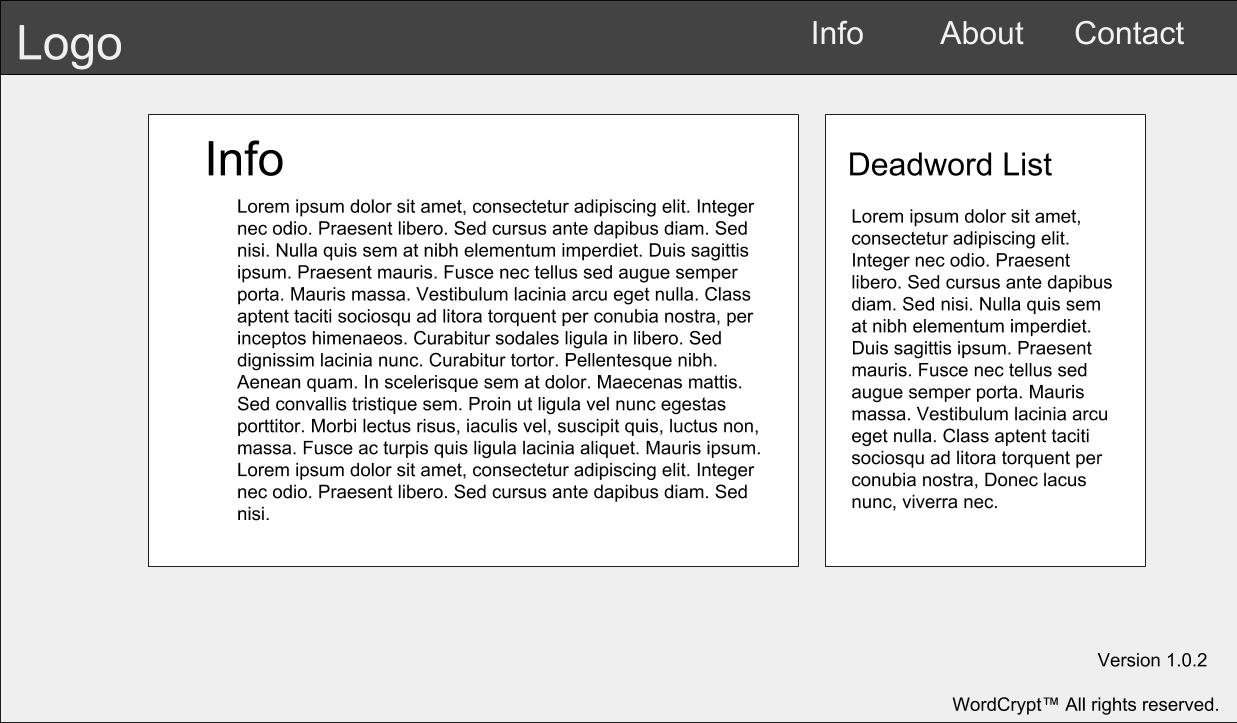 Logo
Info
About
Contact
Info
Lorem ipsum dolor sit amet, consectetur adipiscing elit. Integer
nec odio. Praesent libero. Sed cursus ante dapibus diam. Sed
nisi. Nulla quis sem at nibh elementum imperdiet. Duis sagittis
ipsum. Praesent mauris. Fusce nec tellus sed augue semper
porta. Mauris massa. Vestibulum lacinia arcu eget nulla. Class
aptent taciti sociosqu ad litora torquent per conubia nostra, per
inceptos himenaeos. Curabitur sodales ligula in libero. Sed
dignissim lacinia nunc. Curabitur tortor. Pellentesque nibh.
Aenean quam. In scelerisque sem at dolor. Maecenas mattis.
Sed convallis tristique sem. Proin ut ligula vel nunc egestas
porttitor. Morbi lectus risus, iaculis vel, suscipit quis, luctus non,
massa. Fusce ac turpis quis ligula lacinia aliquet. Mauris ipsum.
Lorem ipsum dolor sit amet, consectetur adipiscing elit. Integer
nec odio. Praesent libero. Sed cursus ante dapibus diam. Sed
nisi.
Deadword List
Lorem ipsum dolor sit amet,
consectetur adipiscing elit.
Integer nec odio. Praesent
libero. Sed cursus ante dapibus
diam. Sed nisi. Nulla quis sem
at nibh elementum imperdiet.
Duis sagittis ipsum. Praesent
mauris. Fusce nec tellus sed
augue semper porta. Mauris
massa. Vestibulum lacinia arcu
eget nulla. Class aptent taciti
sociosqu ad litora torquent per
conubia nostra, Donec lacus
nunc, viverra nec.
Version 1.0.2
WordCrypt™ All rights reserved.